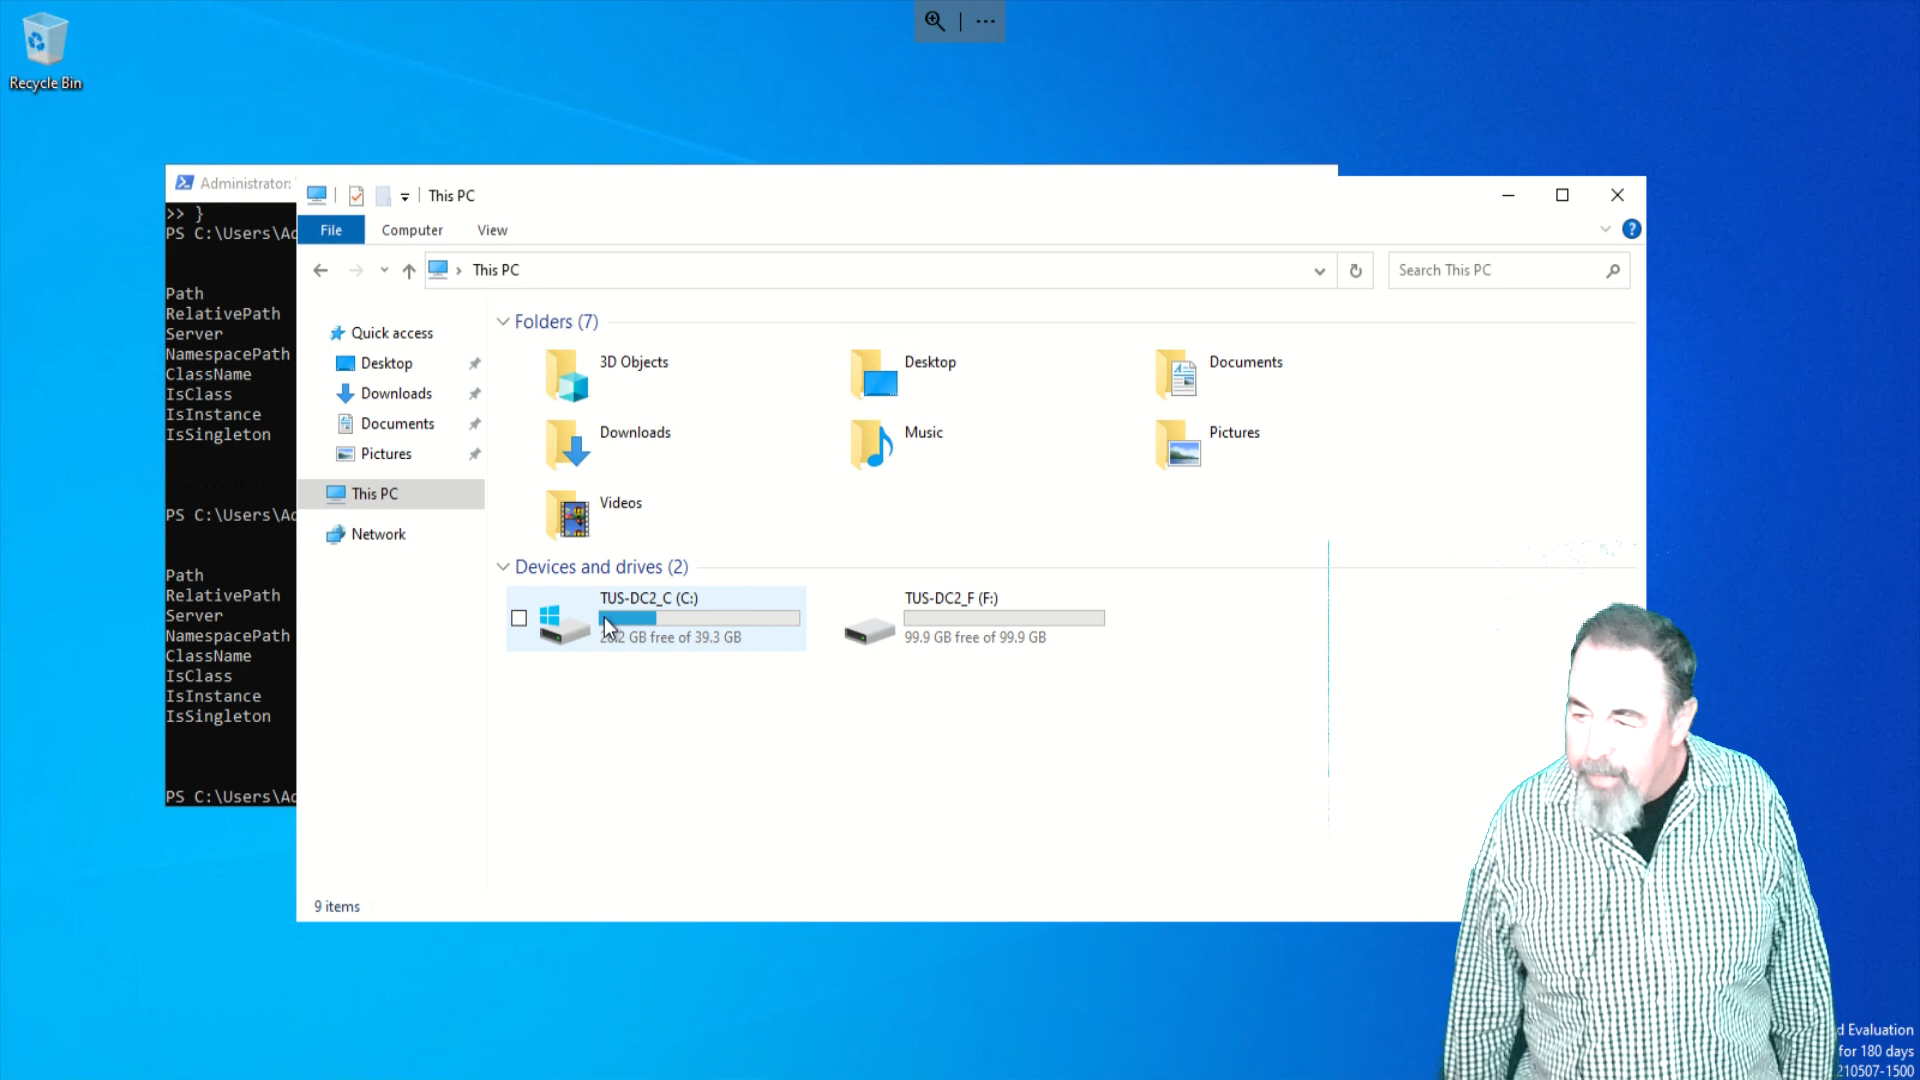 Recycle Bin
Administrator:
>> }
PS C:\Users\Ad
Path
RelativePath
Server
NamespacePath
ClassName
IsClass
IsInstance
IsSingleton
PS C:\Users\Ad
Path
RelativePath
Server
NamespacePath
ClassName
IsClass
IsInstance
IsSingleton
PS C:\Users\Ad
This PC
File Computer View
This PC
Search This PC
Quick access
Desktop
Downloads
Documents
Pictures
This PC
Network
Folders (7)
3D Objects
Desktop
Documents
Downloads
Music
Pictures
Videos
Devices and drives (2)
TUS-DC2_C (C:)
GB free of 39.3 GB
TUS-DC2_F (F:)
99.9 GB free of 99.9 GB
9 items
d Evaluation
for 180 days
210507-1500